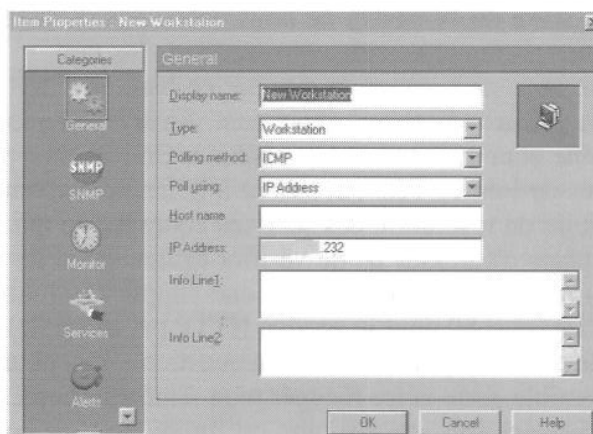 Item Properties : New Workstation
Categories
General
SNMP
SNMP
Monitor
Services
Alerts
General
Display name: New Workstation
Type: Workstation
Polling method: ICMP
Poll using: IP Address
Host name
IP Address: .232
Info Line1:
Info Line2:
OK Cancel Help